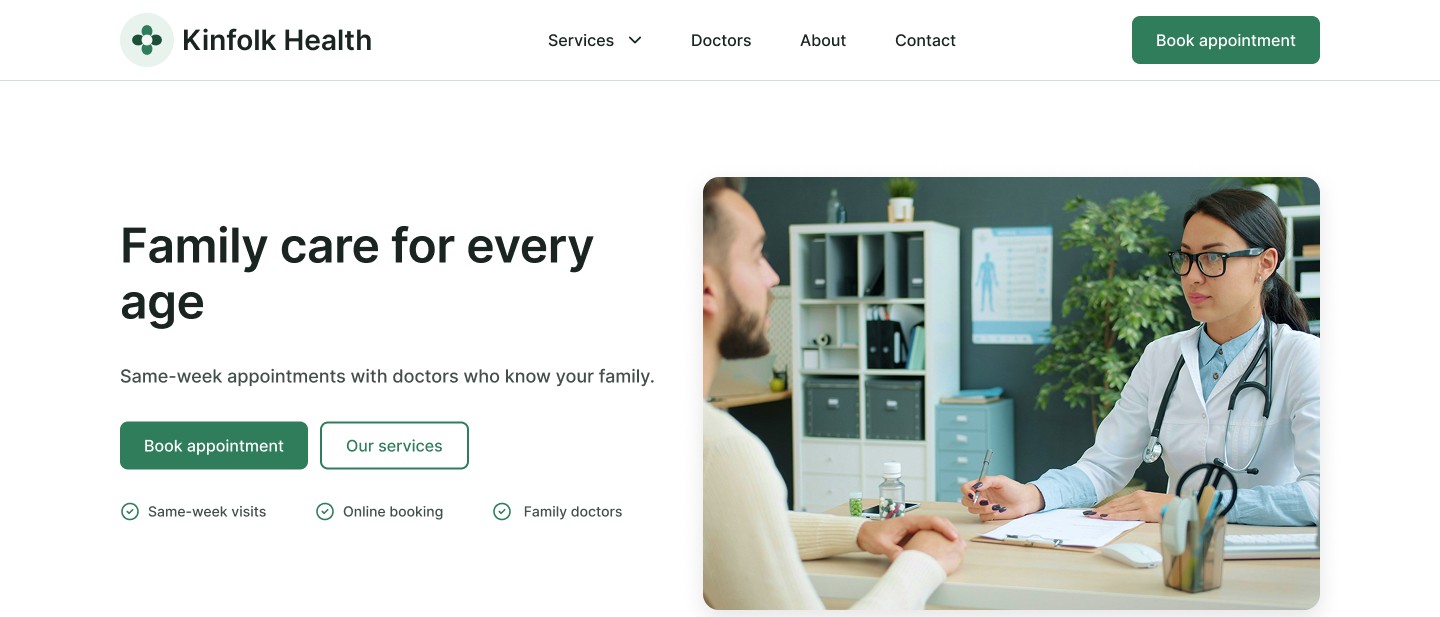 Kinfolk Health
Services
Doctors
About
Contact
Book appointment
Family care for every
age
Same-week appointments with doctors who know your family.
Book appointment
Our services
Same-week visits
Online booking
Family doctors